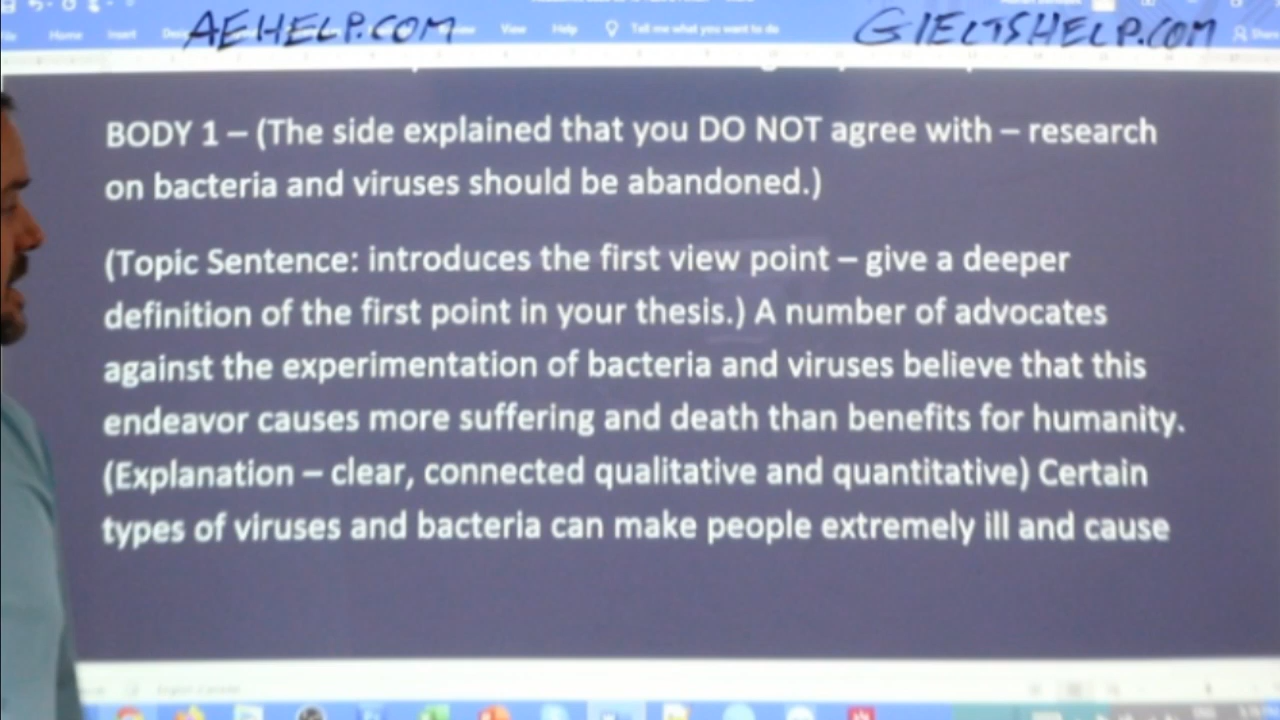 AEHELP.COM
GIELTSHELP.COM
Home Insert View Help Tell me what you want to do Share
BODY 1 – (The side explained that you DO NOT agree with – research
on bacteria and viruses should be abandoned.)
(Topic Sentence: introduces the first view point – give a deeper
definition of the first point in your thesis.) A number of advocates
against the experimentation of bacteria and viruses believe that this
endeavor causes more suffering and death than benefits for humanity.
(Explanation – clear, connected qualitative and quantitative) Certain
types of viruses and bacteria can make people extremely ill and cause